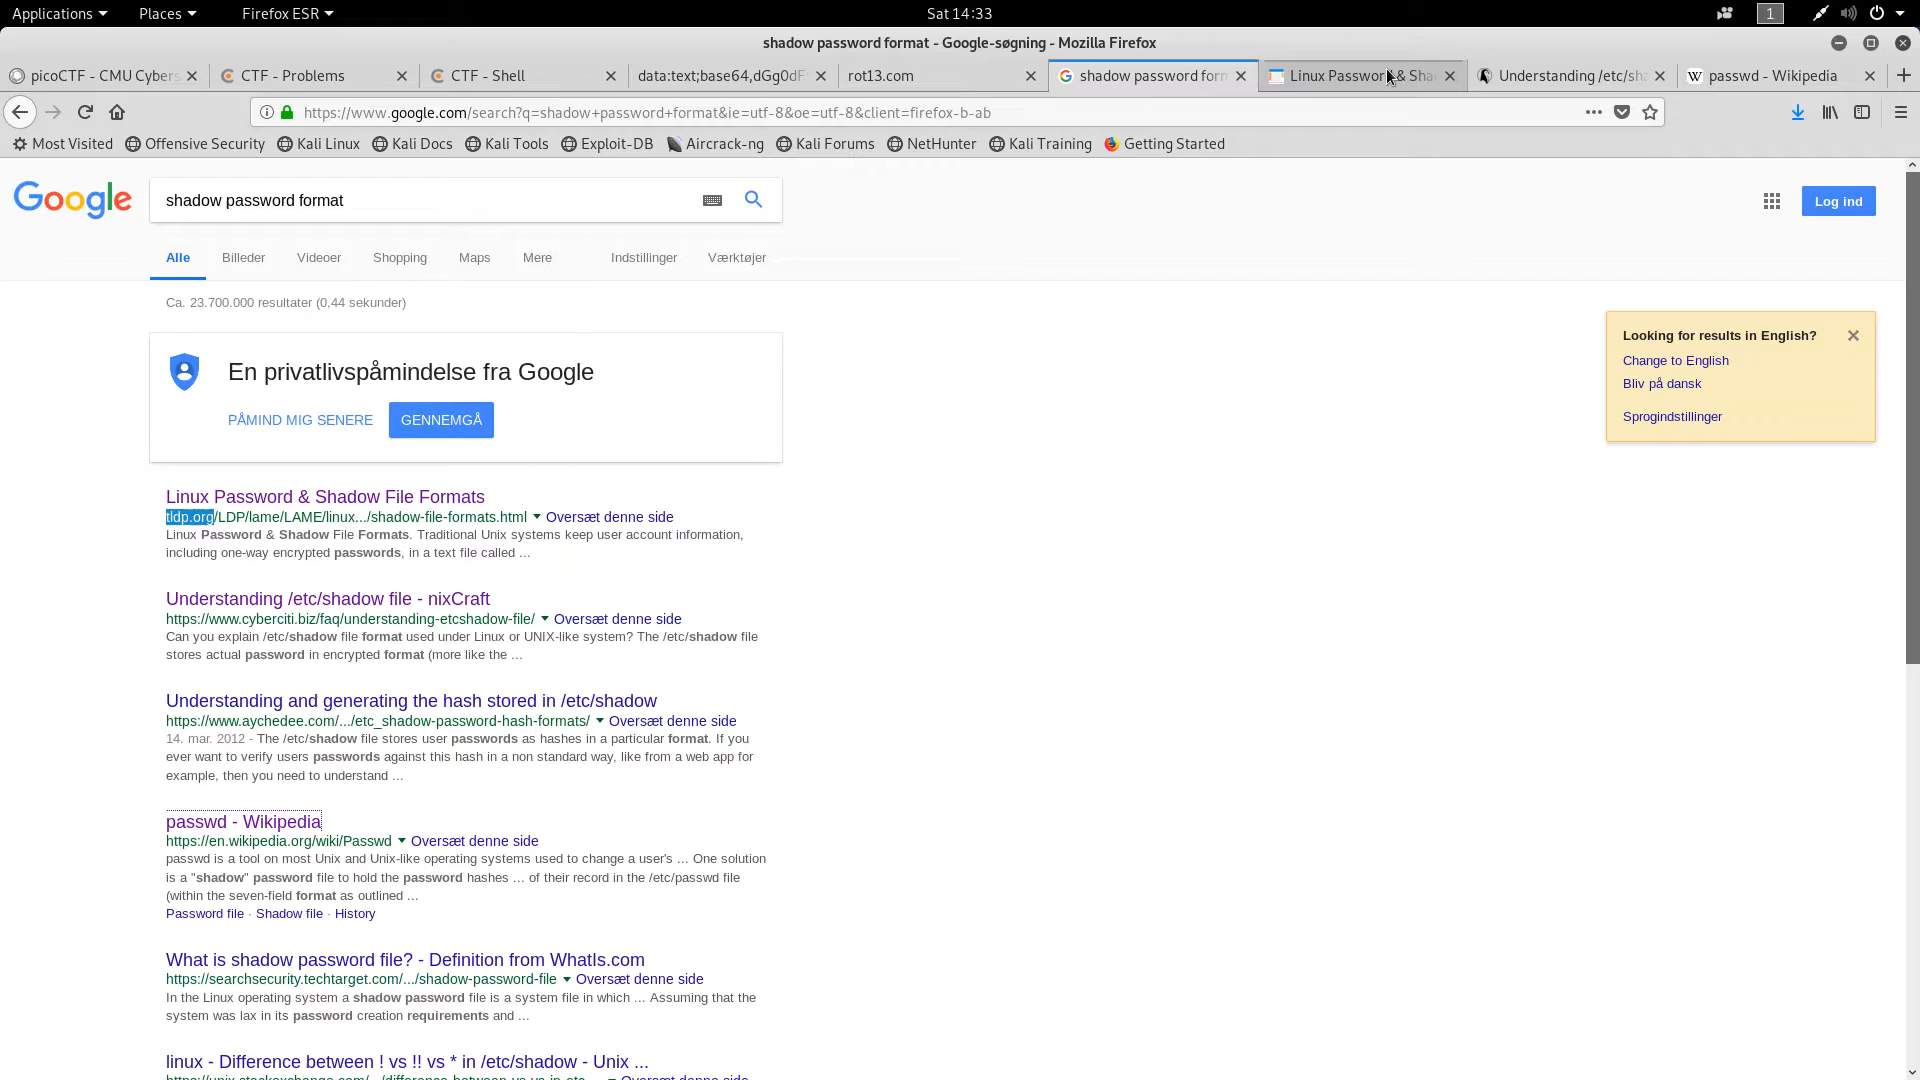 Applications Places Firefox ESR Sat 14:33 1
shadow password format - Google-søgning - Mozilla Firefox
picoCTF - CMU Cybers CTF - Problems CTF - Shell data:text;base64,dGg0dF rot13.com shadow password form Linux Password & Sha Understanding /etc/sha passwd - Wikipedia
https://www.google.com/search?q=shadow+password+format&ie=utf-8&oe=utf-8&client=firefox-b-ab
Most Visited Offensive Security Kali Linux Kali Docs Kali Tools Exploit-DB Aircrack-ng Kali Forums NetHunter Kali Training Getting Started
Google shadow password format Log ind
Alle Billeder Videoer Shopping Maps Mere Indstillinger Værktøjer
Ca. 23.700.000 resultater (0,44 sekunder)
Looking for results in English?
Change to English
Bliv på dansk
Sprogindstillinger
En privatlivspåmindelse fra Google
PÅMIND MIG SENERE GENNEMGÅ
Linux Password & Shadow File Formats
tldp.org/LDP/lame/LAME/linux.../shadow-file-formats.html Oversæt denne side
Linux Password & Shadow File Formats. Traditional Unix systems keep user account information,
including one-way encrypted passwords, in a text file called ...
Understanding /etc/shadow file - nixCraft
https://www.cyberciti.biz/faq/understanding-etcshadow-file/ Oversæt denne side
Can you explain /etc/shadow file format used under Linux or UNIX-like system? The /etc/shadow file
stores actual password in encrypted format (more like the ...
Understanding and generating the hash stored in /etc/shadow
https://www.aychedee.com/.../etc_shadow-password-hash-formats/ Oversæt denne side
14. mar. 2012 - The /etc/shadow file stores user passwords as hashes in a particular format. If you
ever want to verify users passwords against this hash in a non standard way, like from a web app for
example, then you need to understand ...
passwd - Wikipedia
https://en.wikipedia.org/wiki/Passwd Oversæt denne side
passwd is a tool on most Unix and Unix-like operating systems used to change a user's ... One solution
is a "shadow" password file to hold the password hashes ... of their record in the /etc/passwd file
(within the seven-field format as outlined ...
Password file · Shadow file · History
What is shadow password file? - Definition from WhatIs.com
https://searchsecurity.techtarget.com/.../shadow-password-file Oversæt denne side
In the Linux operating system a shadow password file is a system file in which ... Assuming that the
system was lax in its password creation requirements and ...
linux - Difference between ! vs !! vs * in /etc/shadow - Unix ...
https://unix.stackexchange.com/.../difference-between-vs-vs-in-etc... Oversæt denne side